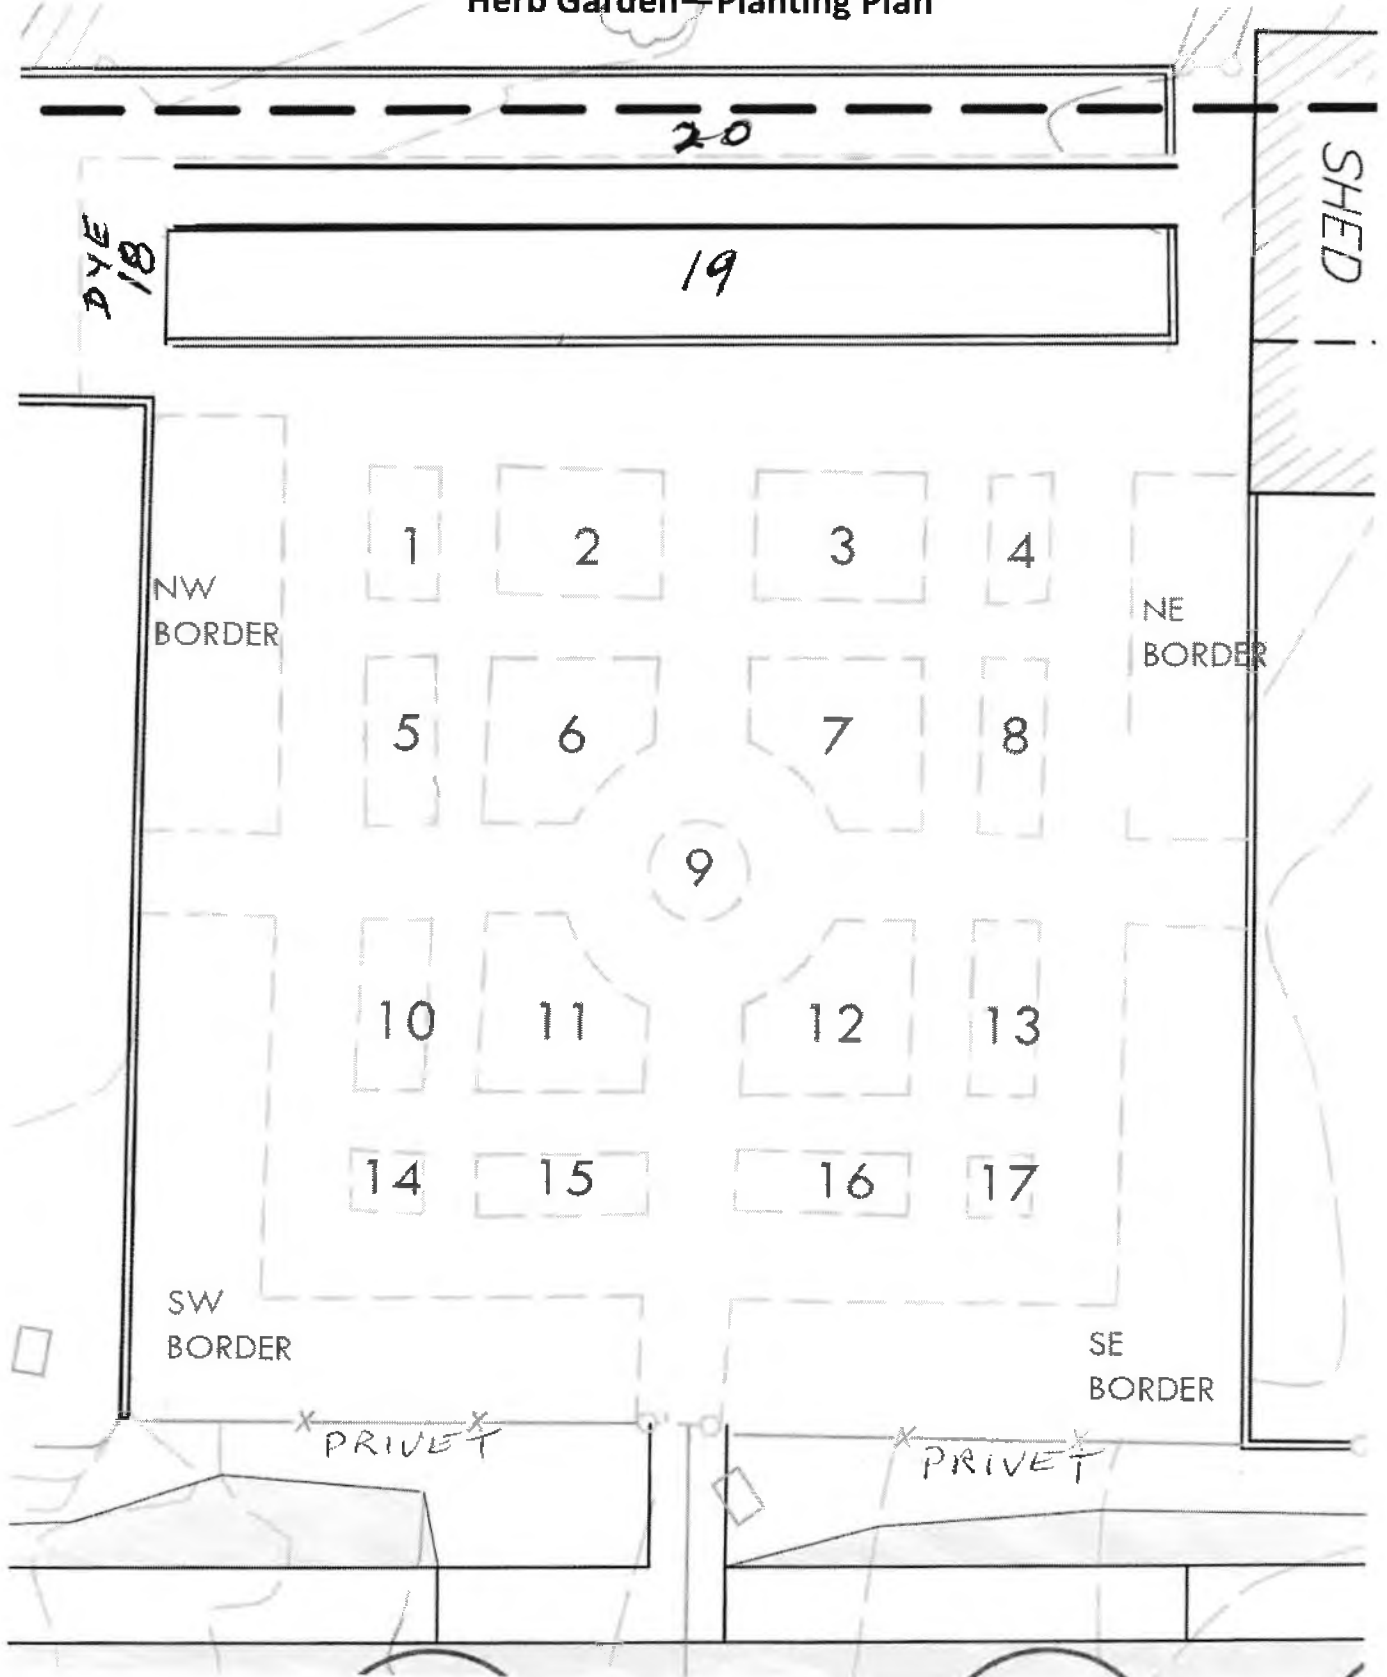 Herb Garden—Planting Plan
20
SHED
DYE
18
19
1 2 3 4
NW
BORDER
NE
BORDER
5 6 7 8
9
10 11 12 13
14 15 16 17
SW
BORDER
SE
BORDER
PRIVET
PRIVET